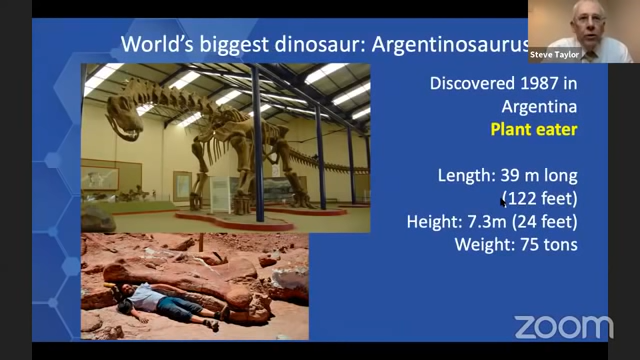 World's biggest dinosaur: Argentinosaurus
Steve Taylor
Discovered 1987 in
Argentina
Plant eater
Length: 39 m long
(122 feet)
Height: 7.3m (24 feet)
Weight: 75 tons
zoom